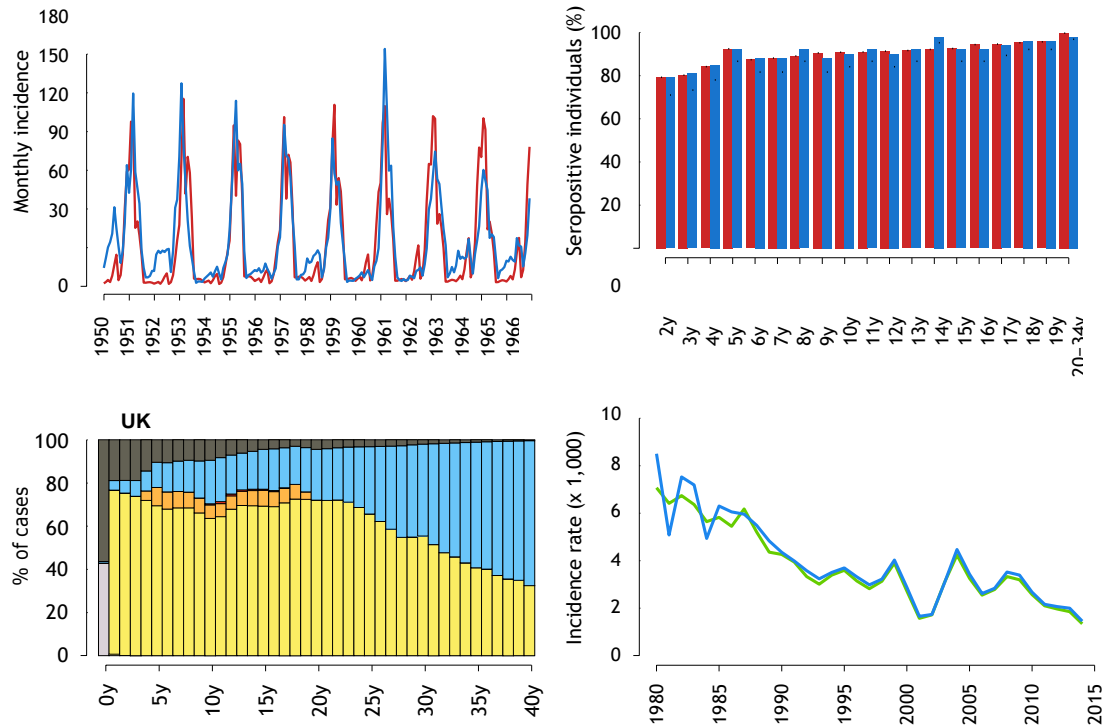 Monthly incidence
180
150
120
90
60
30
0
1950
1951
1952
1953
1954
1955
1956
1957
1958
1959
1960
1961
1962
1963
1964
1965
1966
Seropositive individuals (%)
100
80
60
40
20
0
2y
3y
4y
5y
6y
7y
8y
9y
10y
11y
12y
13y
14y
15y
16y
17y
18y
19y
20–34y
UK
% of cases
100
80
60
40
20
0
0y
5y
10y
15y
20y
25y
30y
35y
40y
Incidence rate (x 1,000)
10
8
6
4
2
0
1980
1985
1990
1995
2000
2005
2010
2015